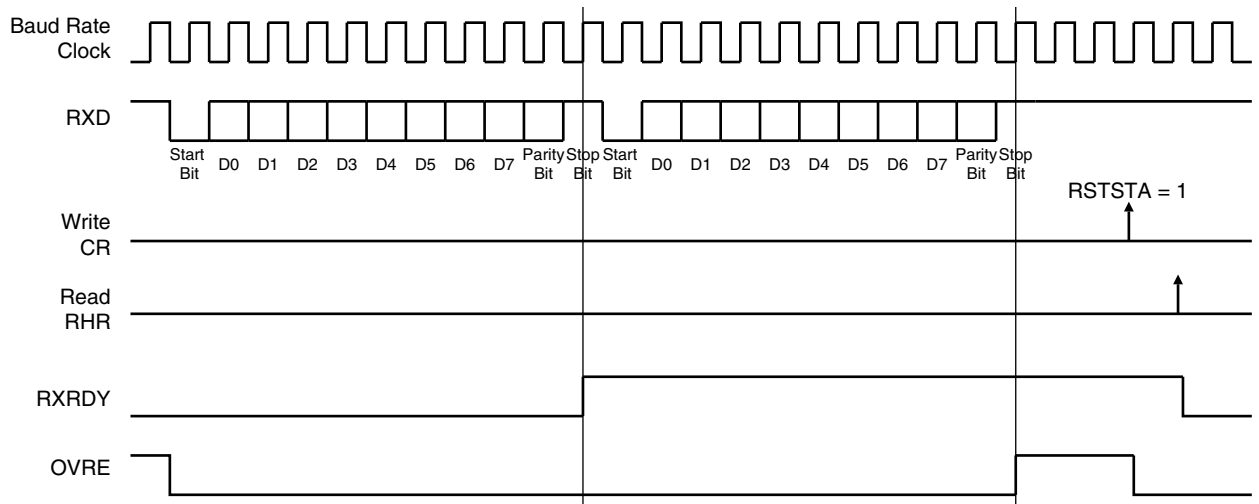 Baud Rate
Clock
RXD
Start
Bit
D0 D1 D2 D3 D4 D5 D6 D7
Parity
Bit
Stop
Bit
Start
Bit
D0 D1 D2 D3 D4 D5 D6 D7
Parity
Bit
Stop
Bit
RSTSTA = 1
Write
CR
Read
RHR
RXRDY
OVRE